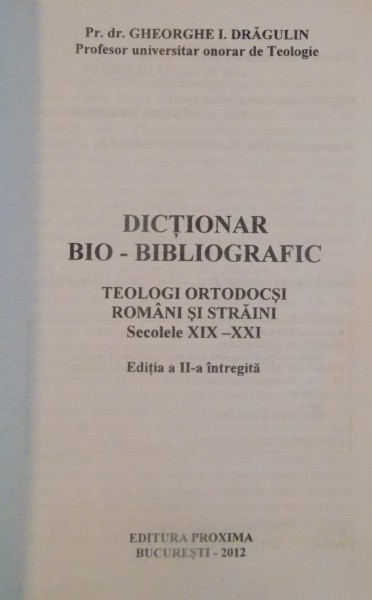 Pr. dr. GHEORGHE I. DRĂGULIN
Profesor universitar onorar de Teologie
DICȚIONAR
BIO - BIBLIOGRAFIC
TEOLOGI ORTODOCȘI
ROMÂNI ȘI STRĂINI
Secolele XIX –XXI
Ediția a II-a întregită
EDITURA PROXIMA
BUCUREȘTI - 2012